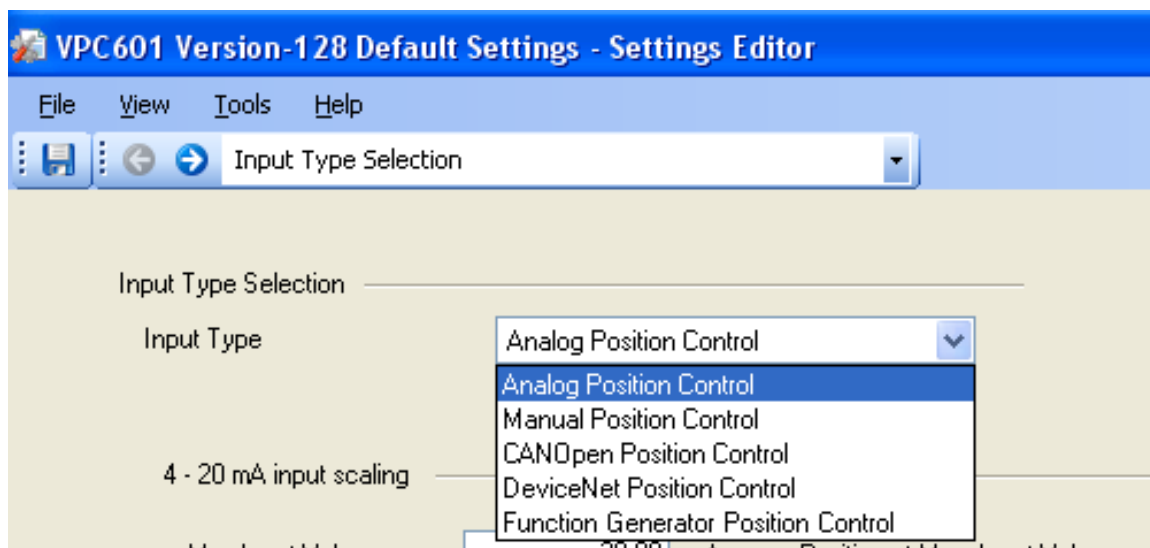 VPC601 Version-128 Default Settings - Settings Editor
File View Tools Help
Input Type Selection
Input Type Selection
Input Type Analog Position Control
Analog Position Control
Manual Position Control
CANOpen Position Control
DeviceNet Position Control
Function Generator Position Control
4 - 20 mA input scaling